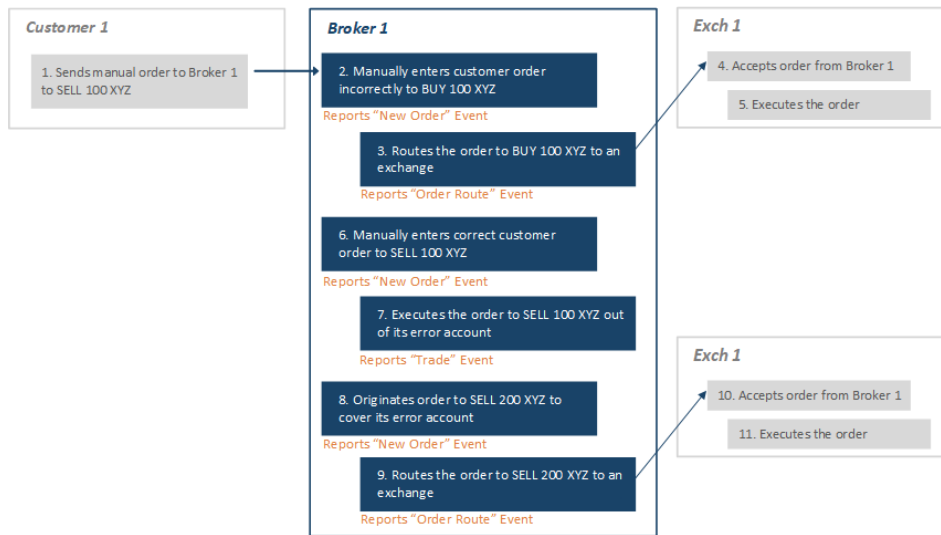 Customer 1
1. Sends manual order to Broker 1
to SELL 100 XYZ
Broker 1
2. Manually enters customer order
incorrectly to BUY 100 XYZ
Reports “New Order” Event
3. Routes the order to BUY 100 XYZ to an
exchange
Reports “Order Route” Event
Exch 1
4. Accepts order from Broker 1
5. Executes the order
6. Manually enters correct customer
order to SELL 100 XYZ
Reports “New Order” Event
7. Executes the order to SELL 100 XYZ out
of its error account
Reports “Trade” Event
8. Originates order to SELL 200 XYZ to
cover its error account
Reports “New Order” Event
9. Routes the order to SELL 200 XYZ to an
exchange
Reports “Order Route” Event
Exch 1
10. Accepts order from Broker 1
11. Executes the order